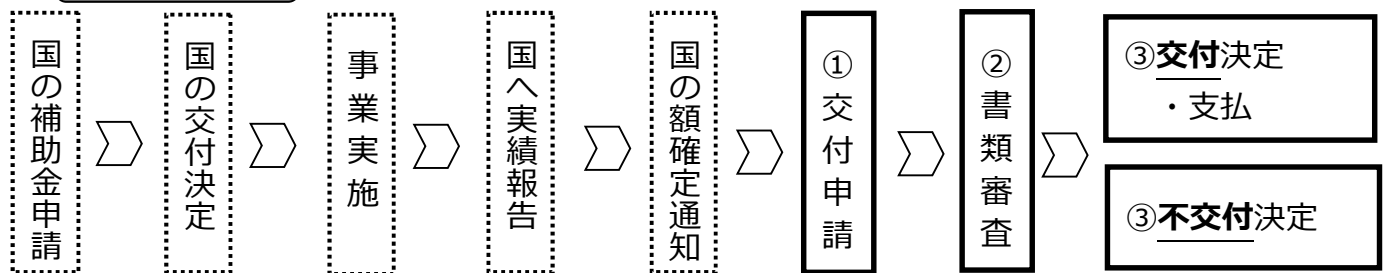 国の補助金申請
国の交付決定
事業実施
国へ実績報告
国の額確定通知
①交付申請
②書類審査
③交付決定
・支払
③不交付決定